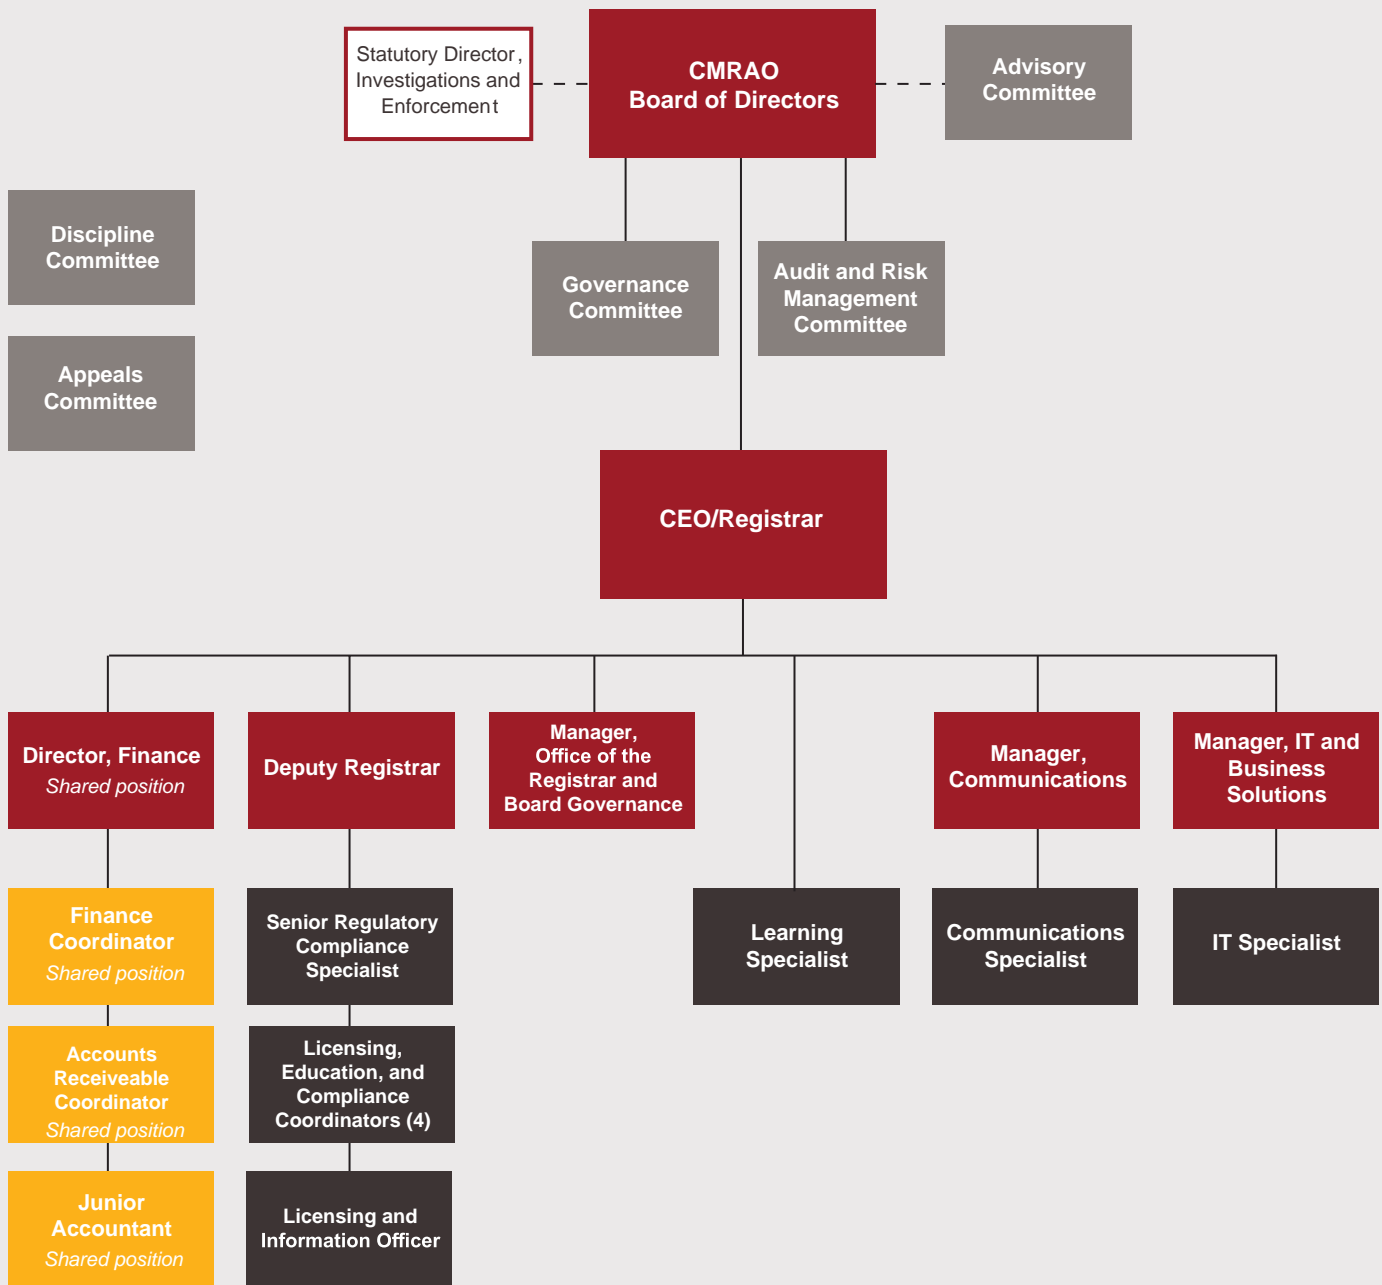 Statutory Director,
Investigations and
Enforcement
CMRAO
Board of Directors
Advisory
Committee
Discipline
Committee
Governance
Committee
Audit and Risk
Management
Committee
Appeals
Committee
CEO/Registrar
Director, Finance
Shared position
Deputy Registrar
Manager,
Office of the
Registrar and
Board Governance
Manager,
Communications
Manager, IT and
Business
Solutions
Finance
Coordinator
Shared position
Senior Regulatory
Compliance
Specialist
Learning
Specialist
Communications
Specialist
IT Specialist
Accounts
Receiveable
Coordinator
Shared position
Licensing,
Education, and
Compliance
Coordinators (4)
Junior
Accountant
Shared position
Licensing and
Information Officer